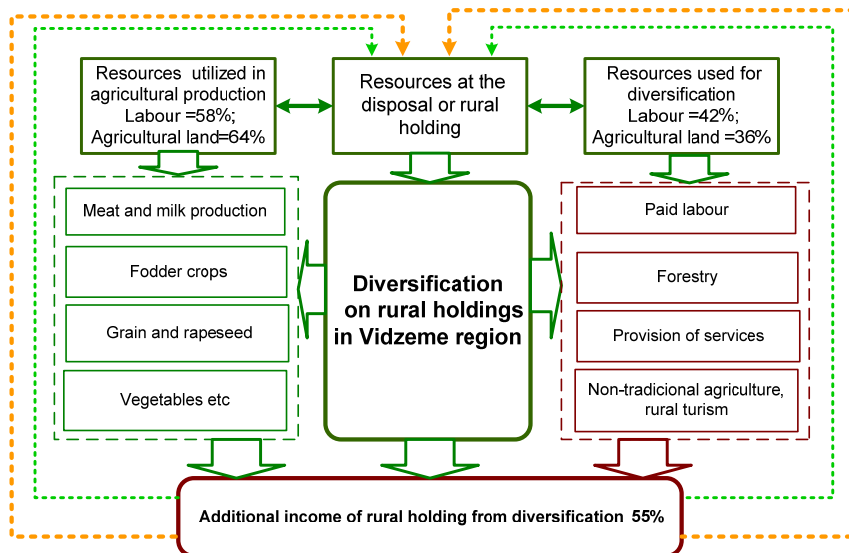 Resources utilized in
agricultural production
Labour =58%;
Agricultural land=64%
Resources at the
disposal or rural
holding
Resources used for
diversification
Labour =42%;
Agricultural land =36%
Meat and milk production
Fodder crops
Grain and rapeseed
Vegetables etc
Diversification
on rural holdings
in Vidzeme region
Paid labour
Forestry
Provision of services
Non-tradicional agriculture,
rural turism
Additional income of rural holding from diversification 55%